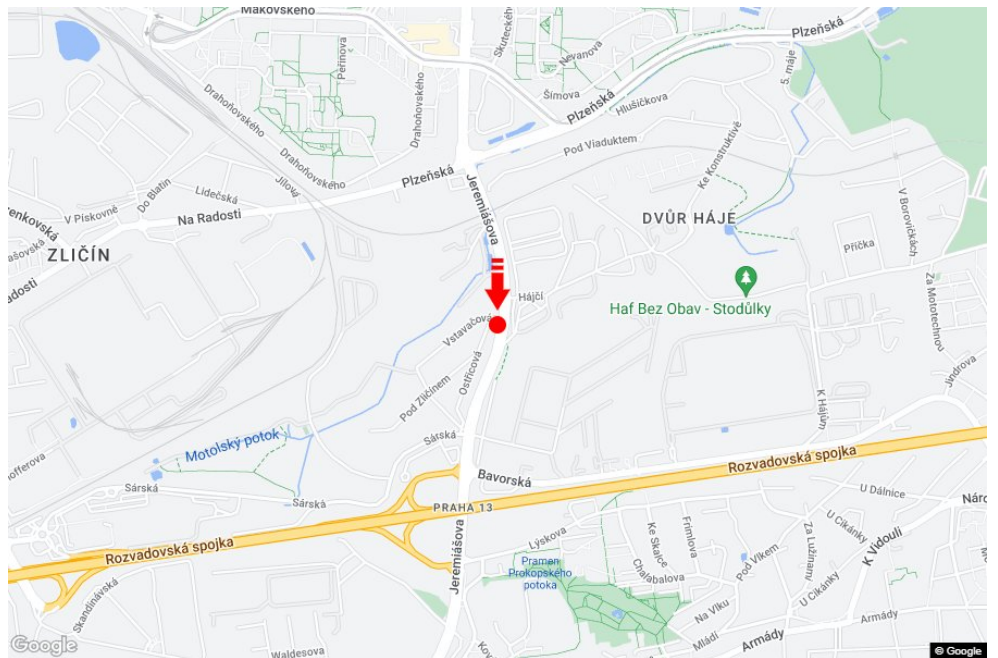 Makovského
Skuteckého
Nevanova
Plzeňská
5. máje
Peřinova
Drahoňovského
Drahoňovského
Šímova
Plzeňská
Hlušičkova
Drahoňovského
Pod Viaduktem
Jílová
Plzeňská
Lidečská
Do Blatin
V Pískovně
Na Radosti
Jeremiášova
Ke Konstruktivě
V Borovičkách
DVŮR HÁJE
Příčka
ZLIČÍN
Za Mototechnou
Hájčí
Haf Bez Obav - Stodůlky
Vstavačová
Ostřicová
Pod Zličínem
Jindrova
K Hájům
Motolský potok
Sárská
Rozvadovská spojka
Bavorská
Sárská
Sárská
PRAHA 13
U Dálnice
Rozvadovská spojka
Lýskova
Jeremiášova
Ke Skalce
Frimlova
Za Lužinami
U Cikánky
K Vidouli
Pramen
Prokopského
potoka
Chalabalova
Pod Vlkem
U Cikánky
Skandinávská
Na Vlku
Mládí
Armády
Armády
Waldesova
Google
© Google